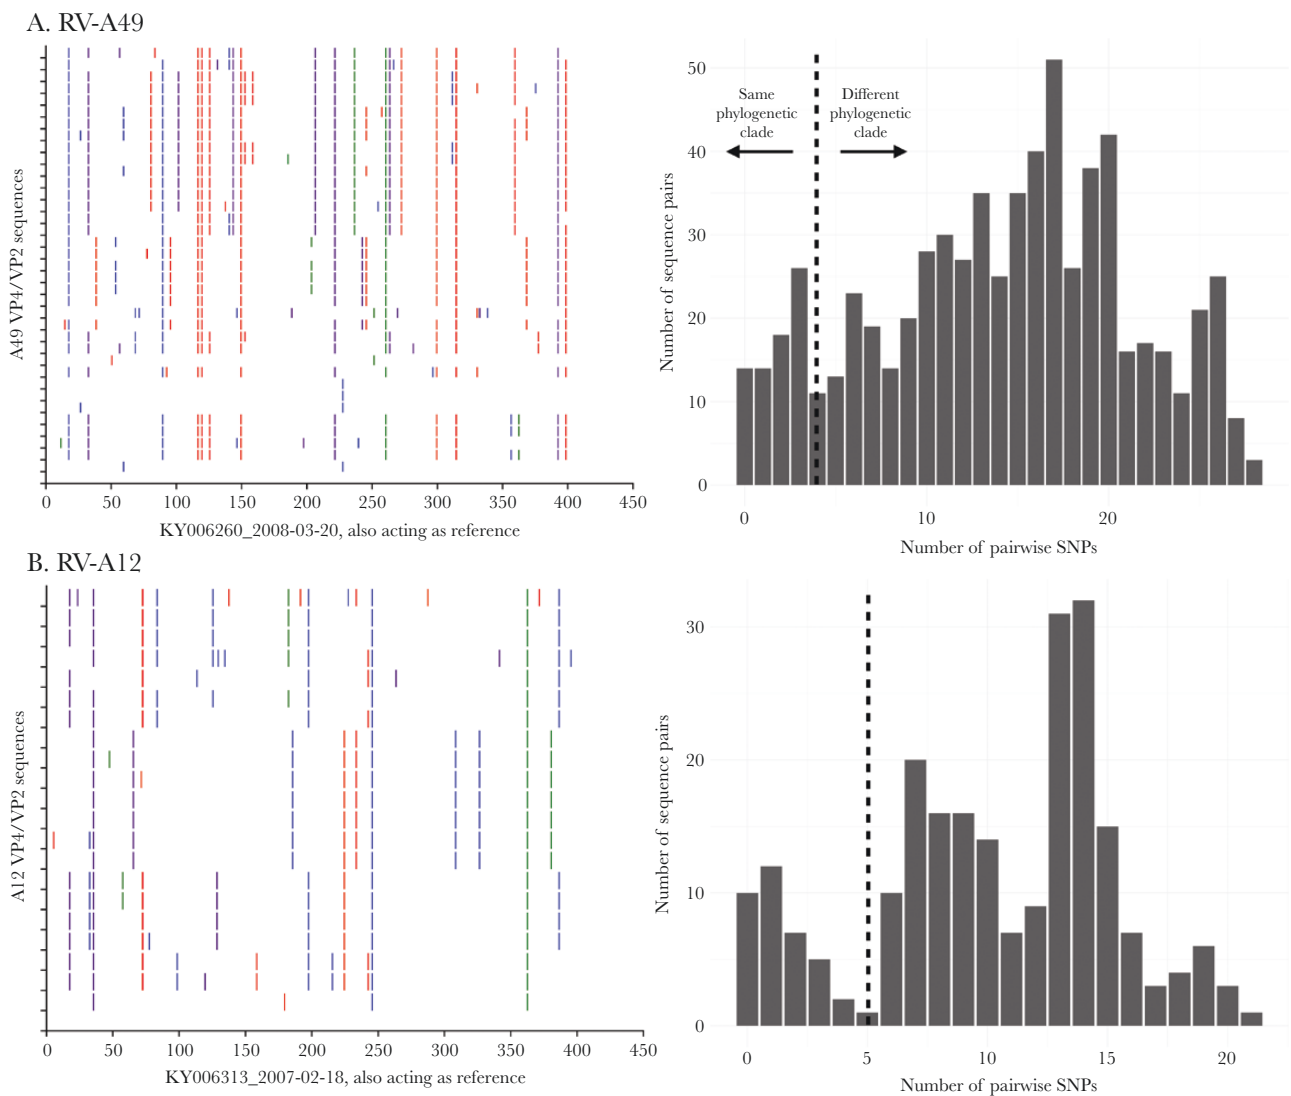 A. RV-A49
A49 VP4/VP2 sequences
0 50 100 150 200 250 300 350 400 450
KY006260_2008-03-20, also acting as reference
Number of sequence pairs
50
40
30
20
10
0
Same
phylogenetic
clade
Different
phylogenetic
clade
0 10 20
Number of pairwise SNPs
B. RV-A12
A12 VP4/VP2 sequences
0 50 100 150 200 250 300 350 400 450
KY006313_2007-02-18, also acting as reference
Number of sequence pairs
30
20
10
0
0 5 10 15 20
Number of pairwise SNPs